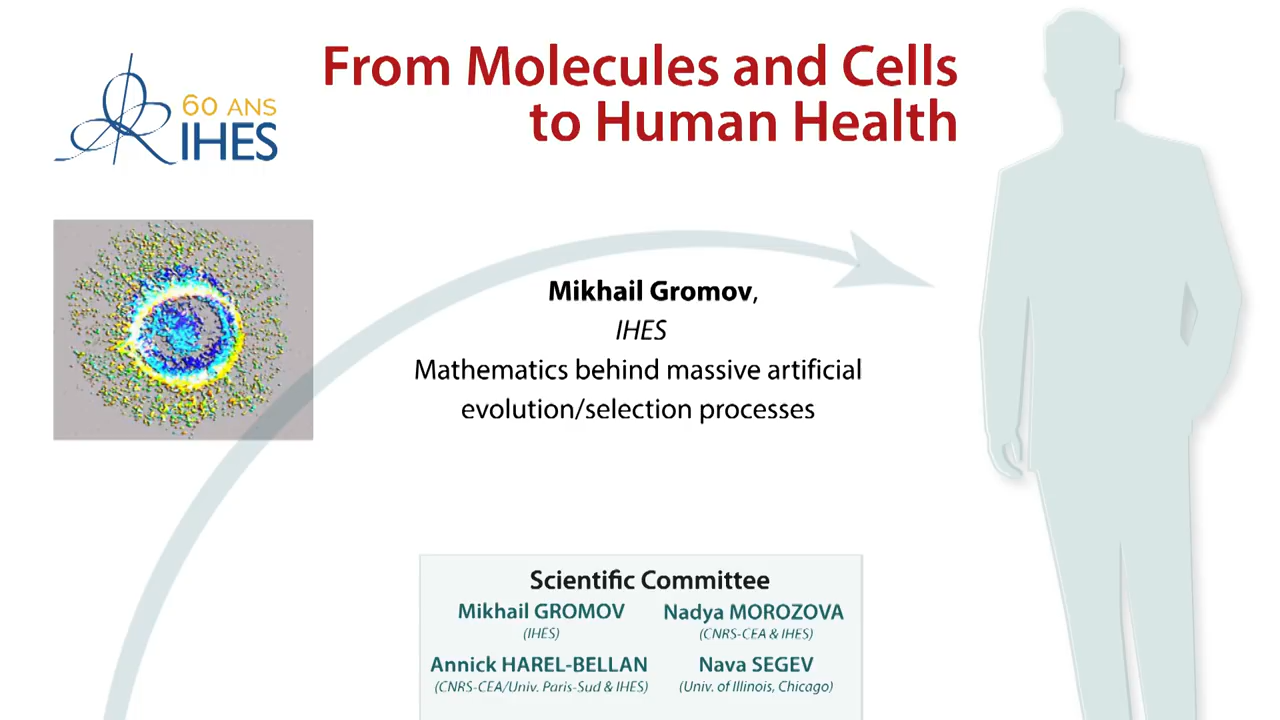 60 ANS
IHES
From Molecules and Cells
to Human Health
Mikhail Gromov,
IHES
Mathematics behind massive artificial
evolution/selection processes
Scientific Committee
Mikhail GROMOV
(IHES)
Nadya MOROZOVA
(CNRS-CEA & IHES)
Annick HAREL-BELLAN
(CNRS-CEA/Univ. Paris-Sud & IHES)
Nava SEGEV
(Univ. of Illinois, Chicago)